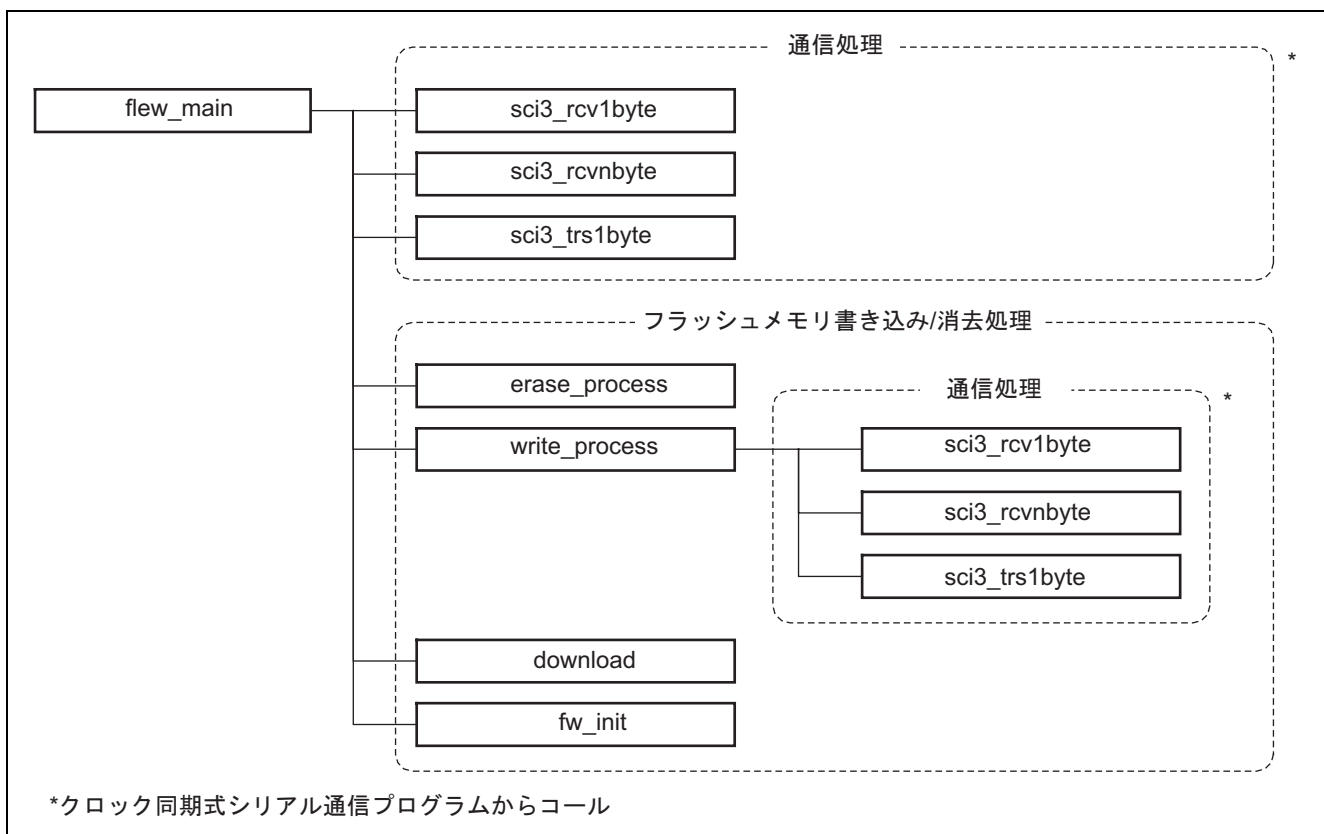 通信処理
*
flew_main
sci3_rcv1byte
sci3_rcvnbyte
sci3_trs1byte
フラッシュメモリ書き込み/消去処理
erase_process
write_process
通信処理
*
sci3_rcv1byte
sci3_rcvnbyte
sci3_trs1byte
download
fw_init
*クロック同期式シリアル通信プログラムからコール